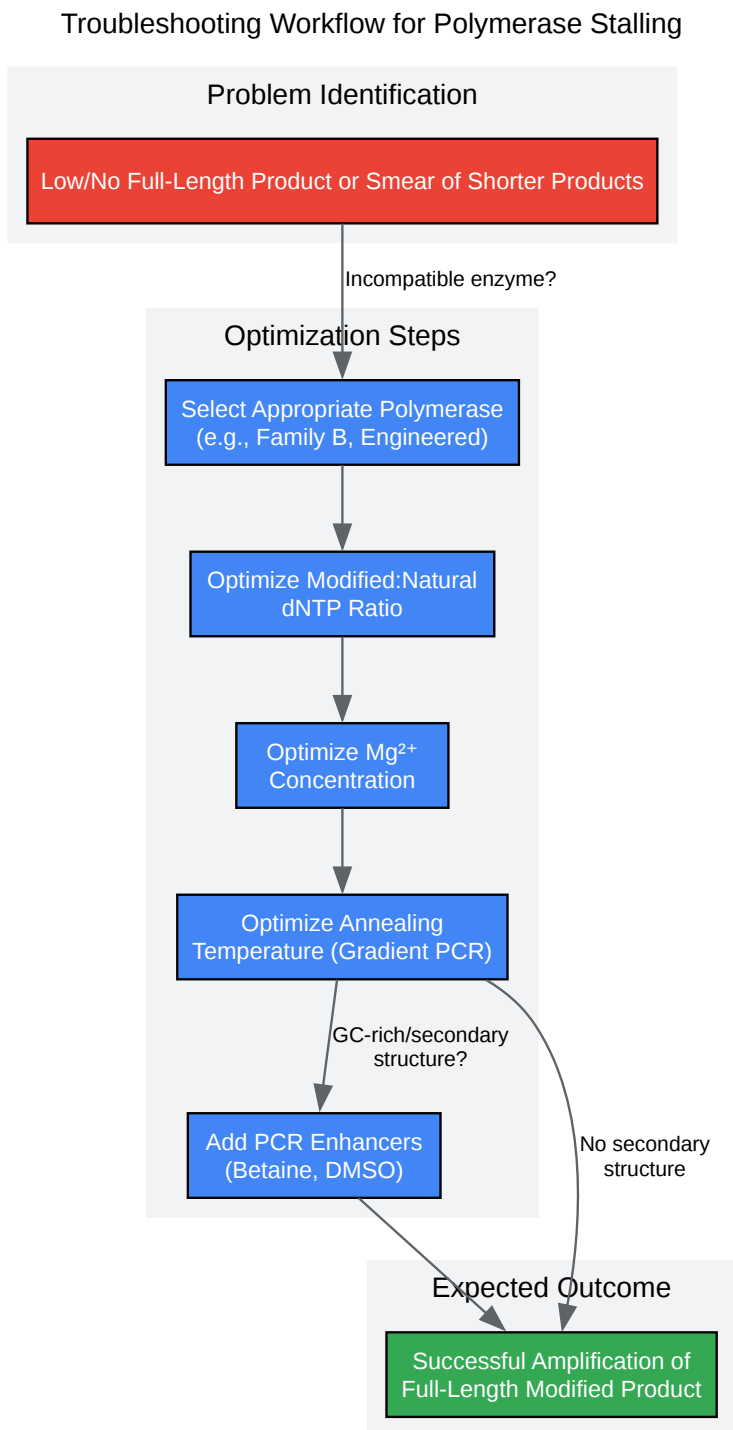 Troubleshooting Workflow for Polymerase Stalling
Problem Identification
Low/No Full-Length Product or Smear of Shorter Products
Incompatible enzyme?
Optimization Steps
Select Appropriate Polymerase
(e.g., Family B, Engineered)
Optimize Modified:Natural
dNTP Ratio
Optimize Mg²⁺
Concentration
Optimize Annealing
Temperature (Gradient PCR)
GC-rich/secondary
structure?
Add PCR Enhancers
(Betaine, DMSO)
No secondary
structure
Expected Outcome
Successful Amplification of
Full-Length Modified Product